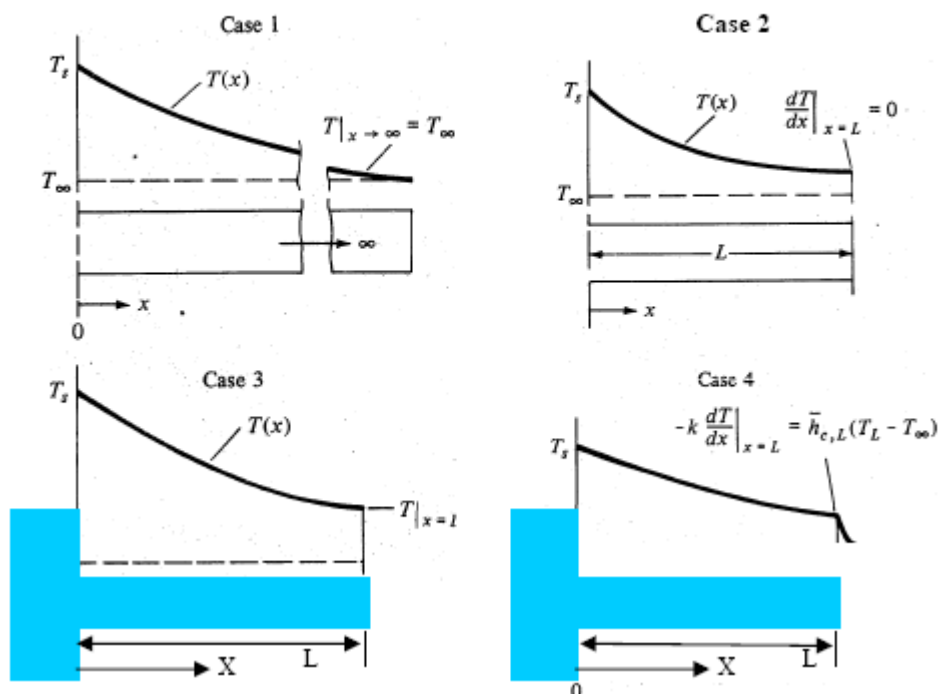 Case 1
T_s
T(x)
T|_{x→∞} = T_∞
T_∞
∞
x
0
Case 2
T_s
T(x)
dT/dx|_{x=L} = 0
T_∞
L
x
Case 3
T_s
T(x)
T|_{x=l}
L
X
Case 4
-k dT/dx|_{x=L} = h̄_{c,L}(T_L - T_∞)
T_s
L
X
0